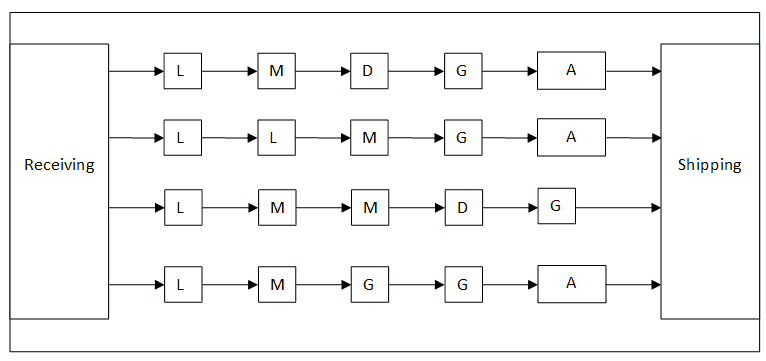 L M D G A
L L M G A
Receiving Shipping
L M M D G
L M G G A